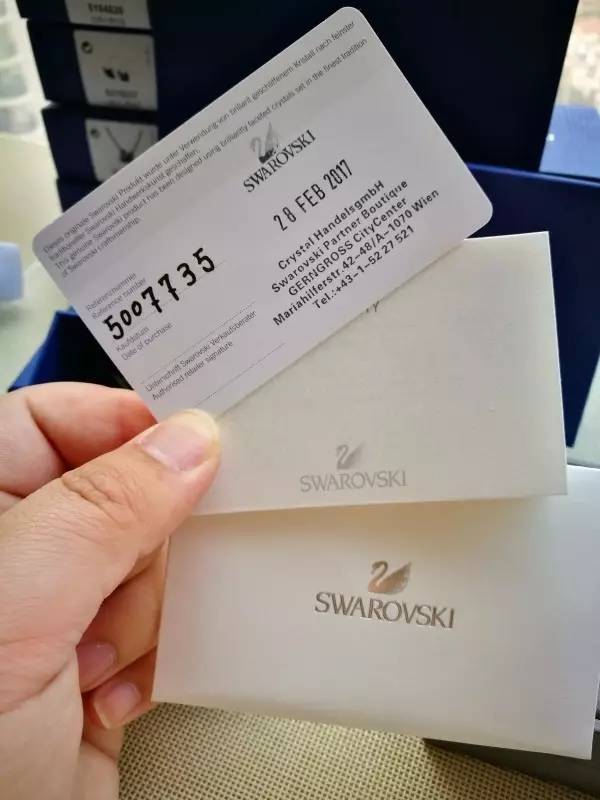 5184838
Dieses originale Swarovski Produkt wurde unter Verwendung von brillant geschliffenem Kristall nach feinster
traditioneller Swarovski Handwerkskunst geschaffen.
This genuine Swarovski product has been designed using brilliantly faceted crystals set in the finest tradition
of Swarovski craftsmanship.
SWAROVSKI
28 FEB 2017
Crystal HandelsgmbH
Swarovski Partner Boutique
GERNGROSS CityCenter
Mariahilferstr.42-48/A-1070 Wien
Tel.:+43-1-52 27 521
Referenznummer
Reference number
5007735
Kaufdatum
Date of purchase
Unterschrift Swarovski Verkaufsberater
Authorised retailer signature
SWAROVSKI
SWAROVSKI